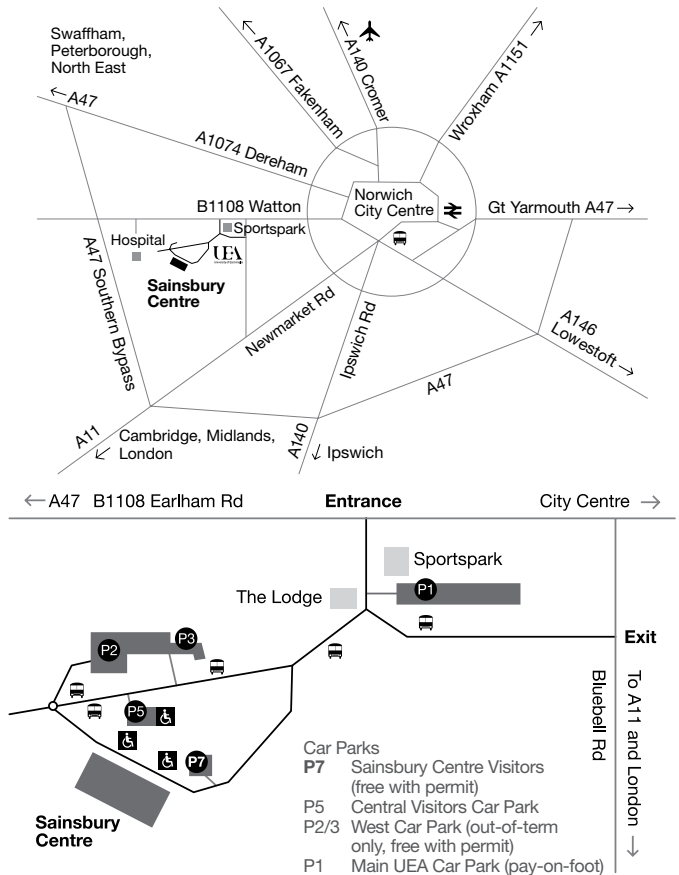 Swaffham,
Peterborough,
North East
←A47
A1067 Fakenham
A140 Cromer
Wroxham A1151
A1074 Dereham
Norwich
City Centre
B1108 Watton
Gt Yarmouth A47→
Sportspark
Hospital
UEA
Sainsbury
Centre
A47 Southern Bypass
Newmarket Rd
Ipswich Rd
A146
Lowestoft
A47
A11
Cambridge, Midlands,
London
A140
Ipswich
← A47 B1108 Earlham Rd
Entrance
City Centre →
Sportspark
The Lodge
P1
Exit
P2
P3
P5
P7
Bluebell Rd
To A11 and London
Sainsbury
Centre
Car Parks
P7 Sainsbury Centre Visitors
(free with permit)
P5 Central Visitors Car Park
P2/3 West Car Park (out-of-term
only, free with permit)
P1 Main UEA Car Park (pay-on-foot)